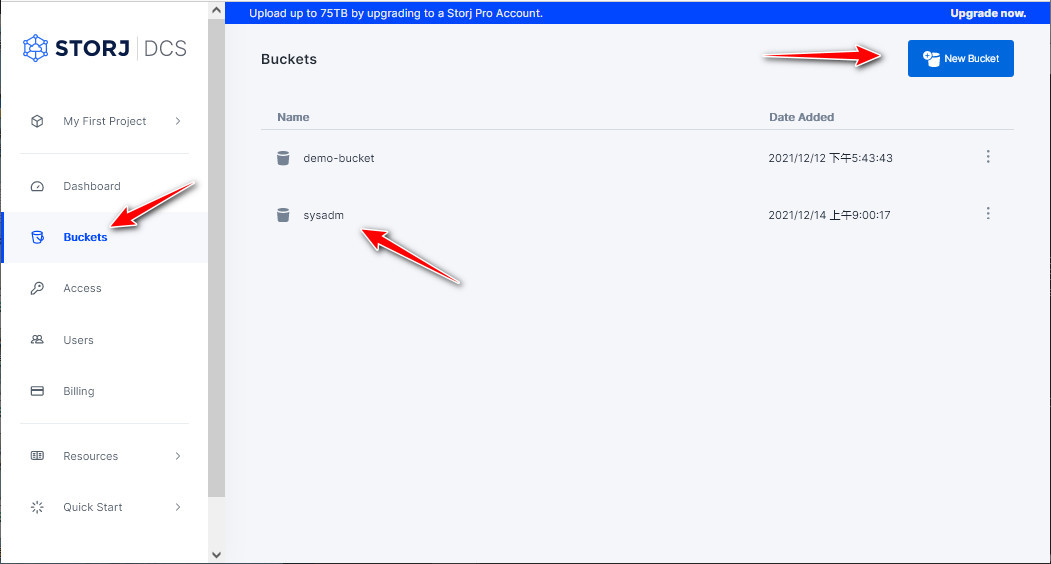 Upload up to 75TB by upgrading to a Storj Pro Account. Upgrade now.
STORJ DCS
My First Project
Dashboard
Buckets
Access
Users
Billing
Resources
Quick Start
Buckets
New Bucket
Name Date Added
demo-bucket 2021/12/12 下午5:43:43
sysadm 2021/12/14 上午9:00:17